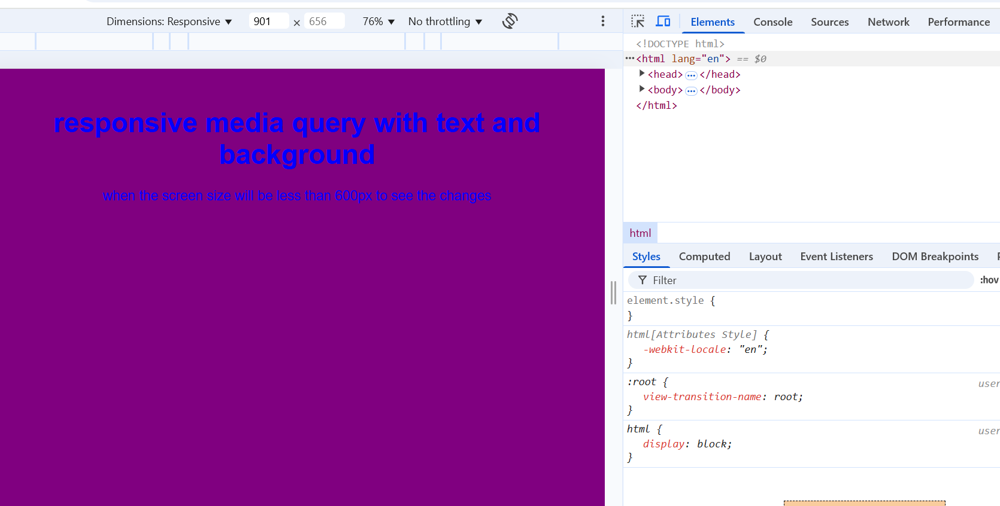 Dimensions: Responsive ▼ 901 × 656 76% ▼ No throttling ▼
Elements Console Sources Network Performance
<!DOCTYPE html>
<html lang="en"> == $0
<head> </head>
<body> </body>
</html>
responsive media query with text and
background
when the screen size will be less than 600px to see the changes
html
Styles Computed Layout Event Listeners DOM Breakpoints
Filter :hov
element.style {
}
html[Attributes Style] {
-webkit-locale: "en";
}
:root { user
view-transition-name: root;
}
html { user
display: block;
}